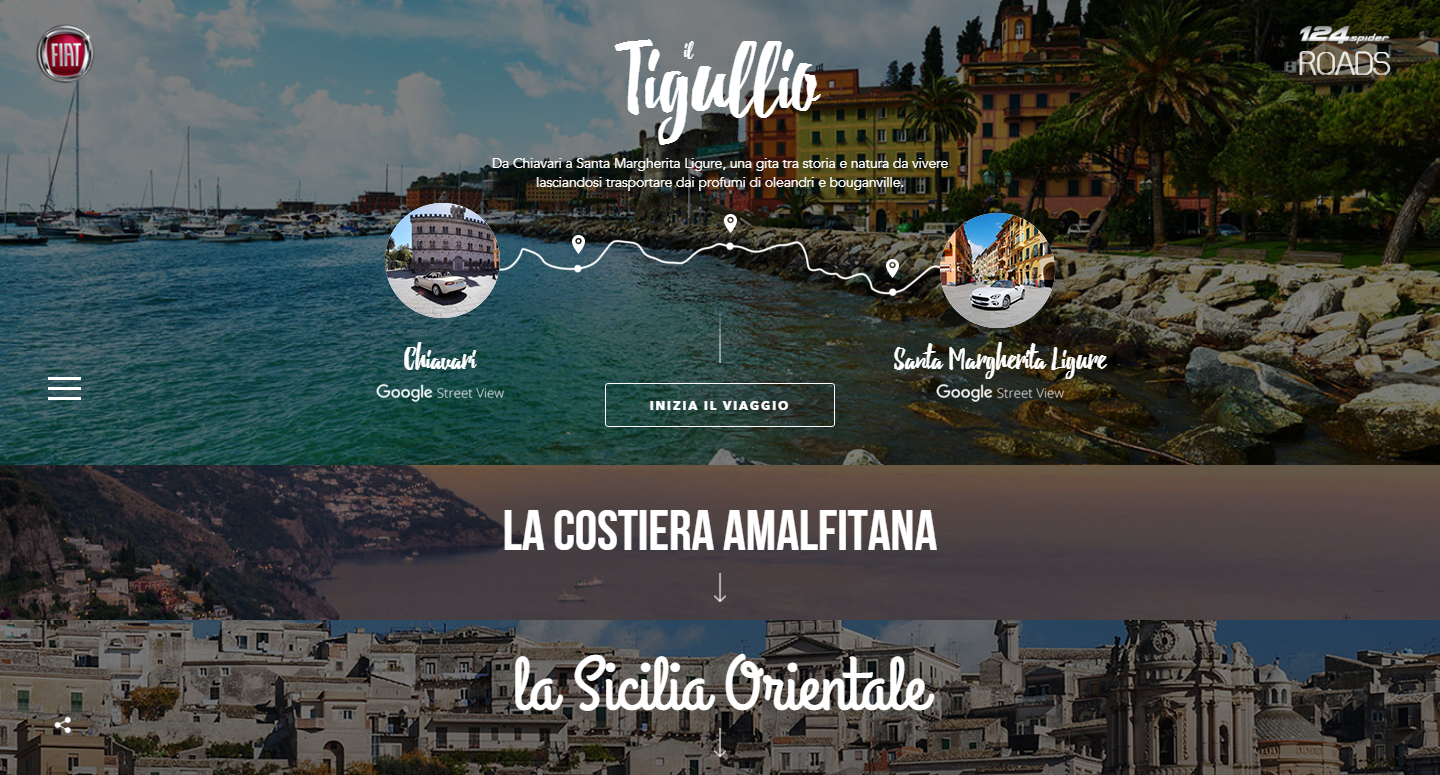 FIAT
124 spider
ROADS
il
Tigullio
Da Chiavari a Santa Margherita Ligure, una gita tra storia e natura da vivere
lasciandosi trasportare dai profumi di oleandri e bouganville.
Chiavari
Google Street View
Santa Margherita Ligure
Google Street View
INIZIA IL VIAGGIO
LA COSTIERA AMALFITANA
la Sicilia Orientale